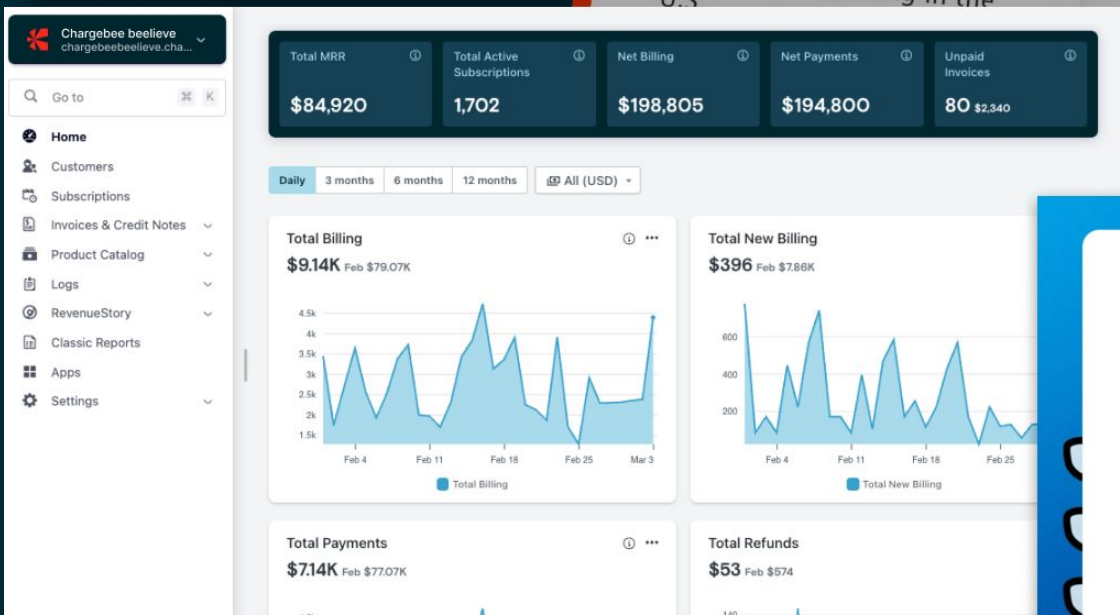 Chargebee beelieve
chargebeebeelieve.cha...
Go to ⌘ K
Home
Customers
Subscriptions
Invoices & Credit Notes
Product Catalog
Logs
RevenueStory
Classic Reports
Apps
Settings
Total MRR
$84,920
Total Active
Subscriptions
1,702
Net Billing
$198,805
Net Payments
$194,800
Unpaid
Invoices
80 $2,340
Daily 3 months 6 months 12 months All (USD)
Total Billing
$9.14K Feb $79.07K
4.5k
4k
3.5k
3k
2.5k
2k
1.5k
Feb 4 Feb 11 Feb 18 Feb 25 Mar 3
Total Billing
Total New Billing
$396 Feb $7.86K
600
400
200
Feb 4 Feb 11 Feb 18 Feb 25
Total New Billing
Total Payments
$7.14K Feb $77.07K
Total Refunds
$53 Feb $574